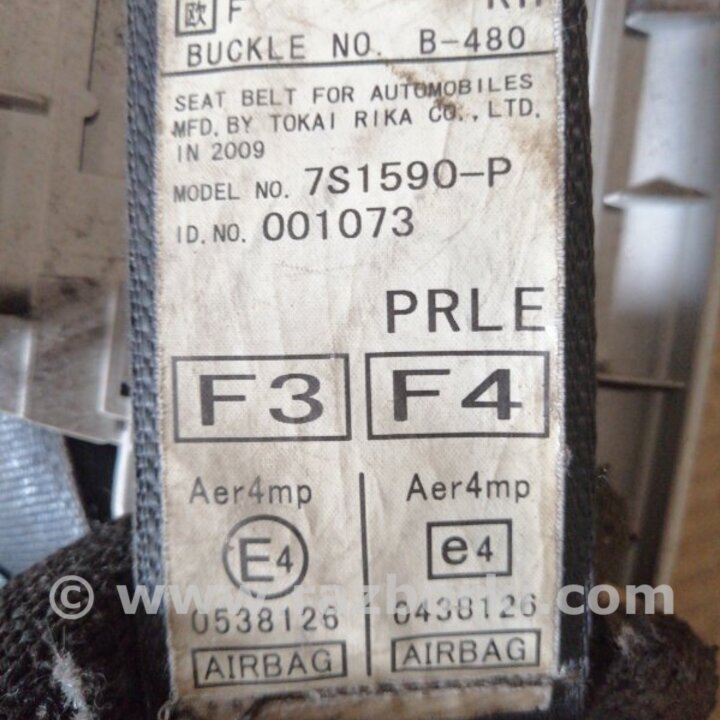 欧 F
BUCKLE NO. B-480
SEAT BELT FOR AUTOMOBILES
MFD. BY TOKAI RIKA CO., LTD.
IN 2009
MODEL NO. 7S1590-P
ID. NO. 001073
PRLE
F3 F4
Aer4mp Aer4mp
E4 e4
0538126 0438126
AIRBAG AIRBAG